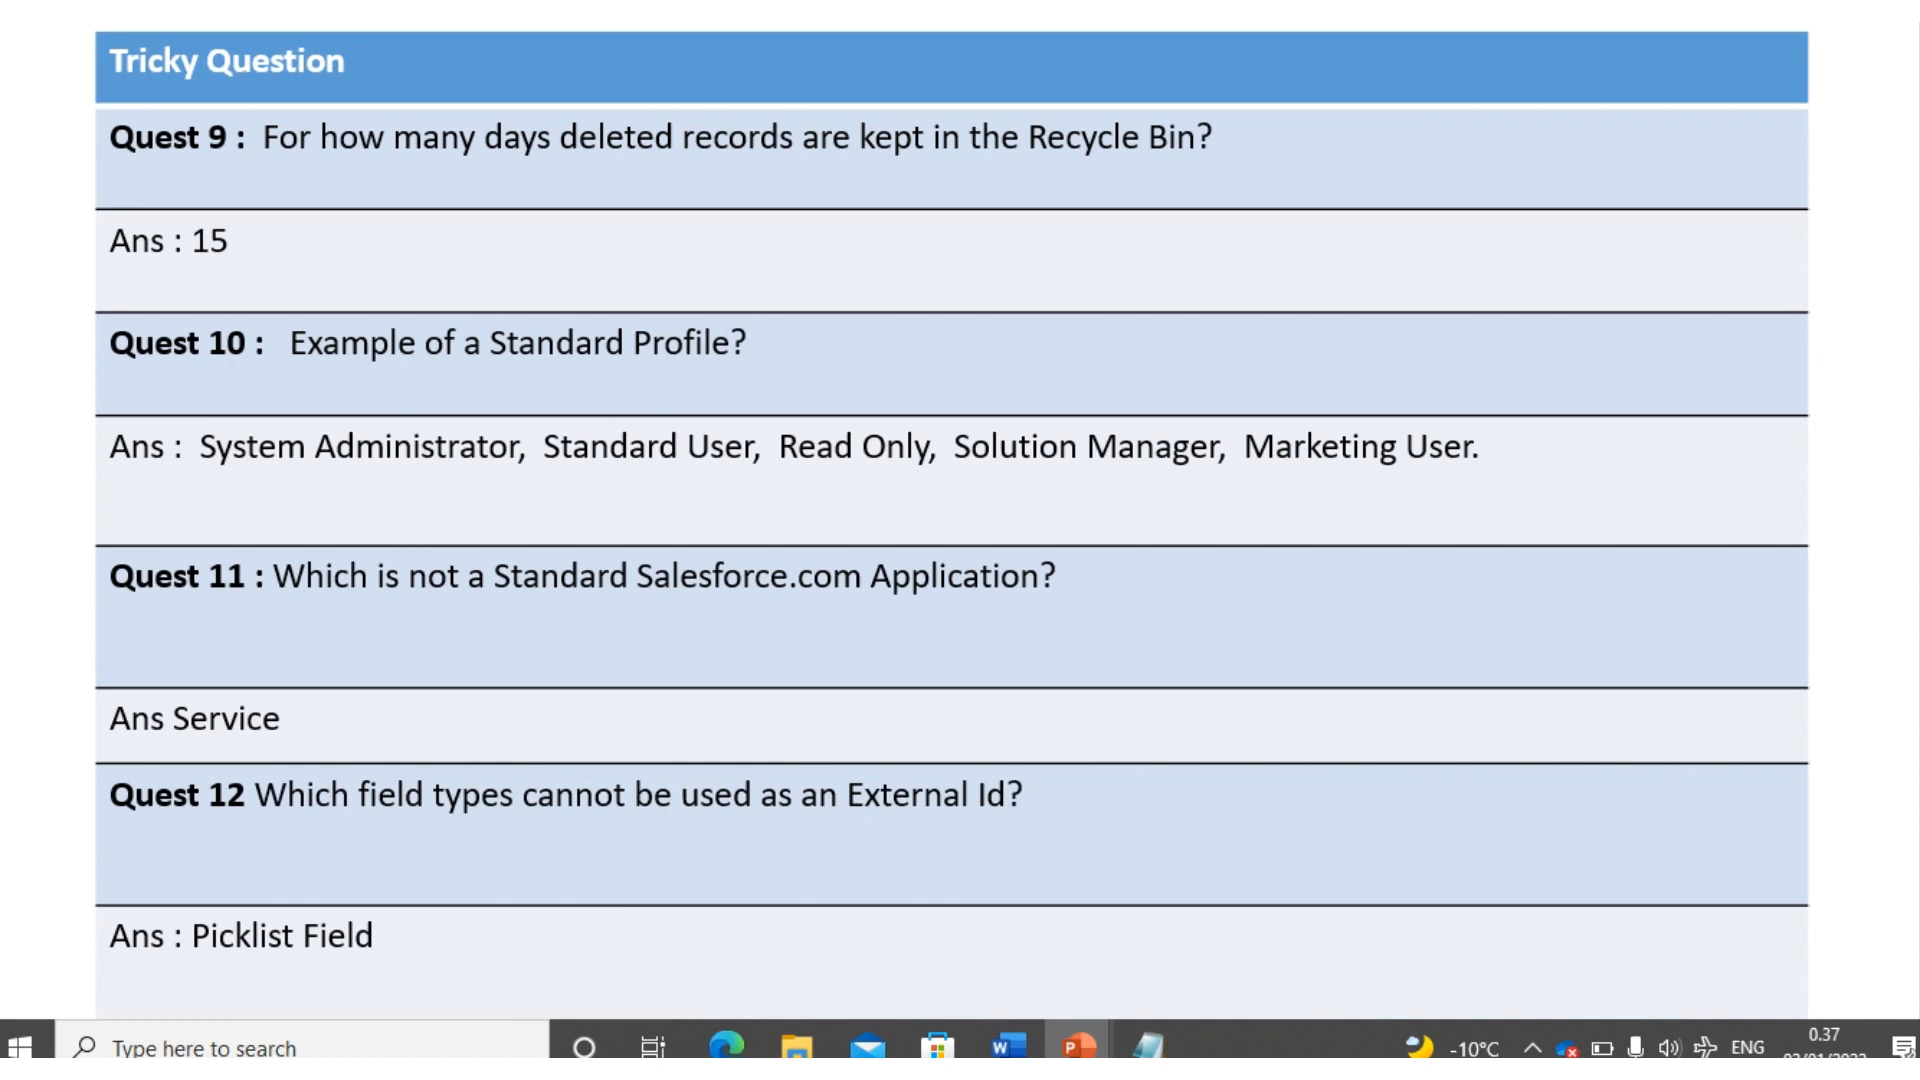 Tricky Question
Quest 9 : For how many days deleted records are kept in the Recycle Bin?
Ans : 15
Quest 10 : Example of a Standard Profile?
Ans : System Administrator, Standard User, Read Only, Solution Manager, Marketing User.
Quest 11 : Which is not a Standard Salesforce.com Application?
Ans Service
Quest 12 Which field types cannot be used as an External Id?
Ans : Picklist Field
Type here to search
-10°C
ENG
0.37